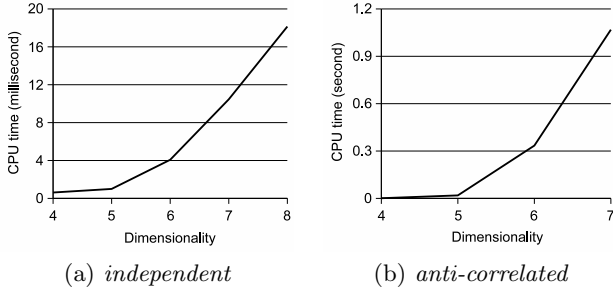 20
16
12
8
4
0
CPU time (millisecond)
4 5 6 7 8
Dimensionality
(a) independent
1.2
0.9
0.6
0.3
0
CPU time (second)
4 5 6 7
Dimensionality
(b) anti-correlated